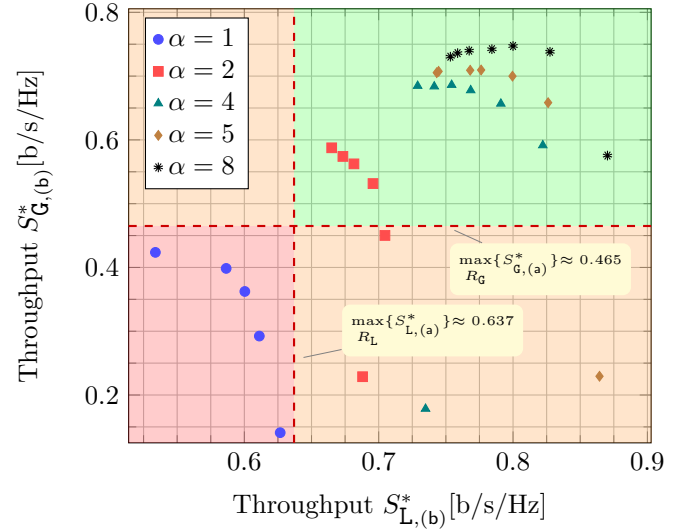 0.8
0.6
0.4
0.2
Throughput S*G,(b)[b/s/Hz]
α = 1
α = 2
α = 4
α = 5
α = 8
max{S*G,(a)}≈ 0.465
RG
max{S*L,(a)}≈ 0.637
RL
0.6
0.7
0.8
0.9
Throughput S*L,(b)[b/s/Hz]